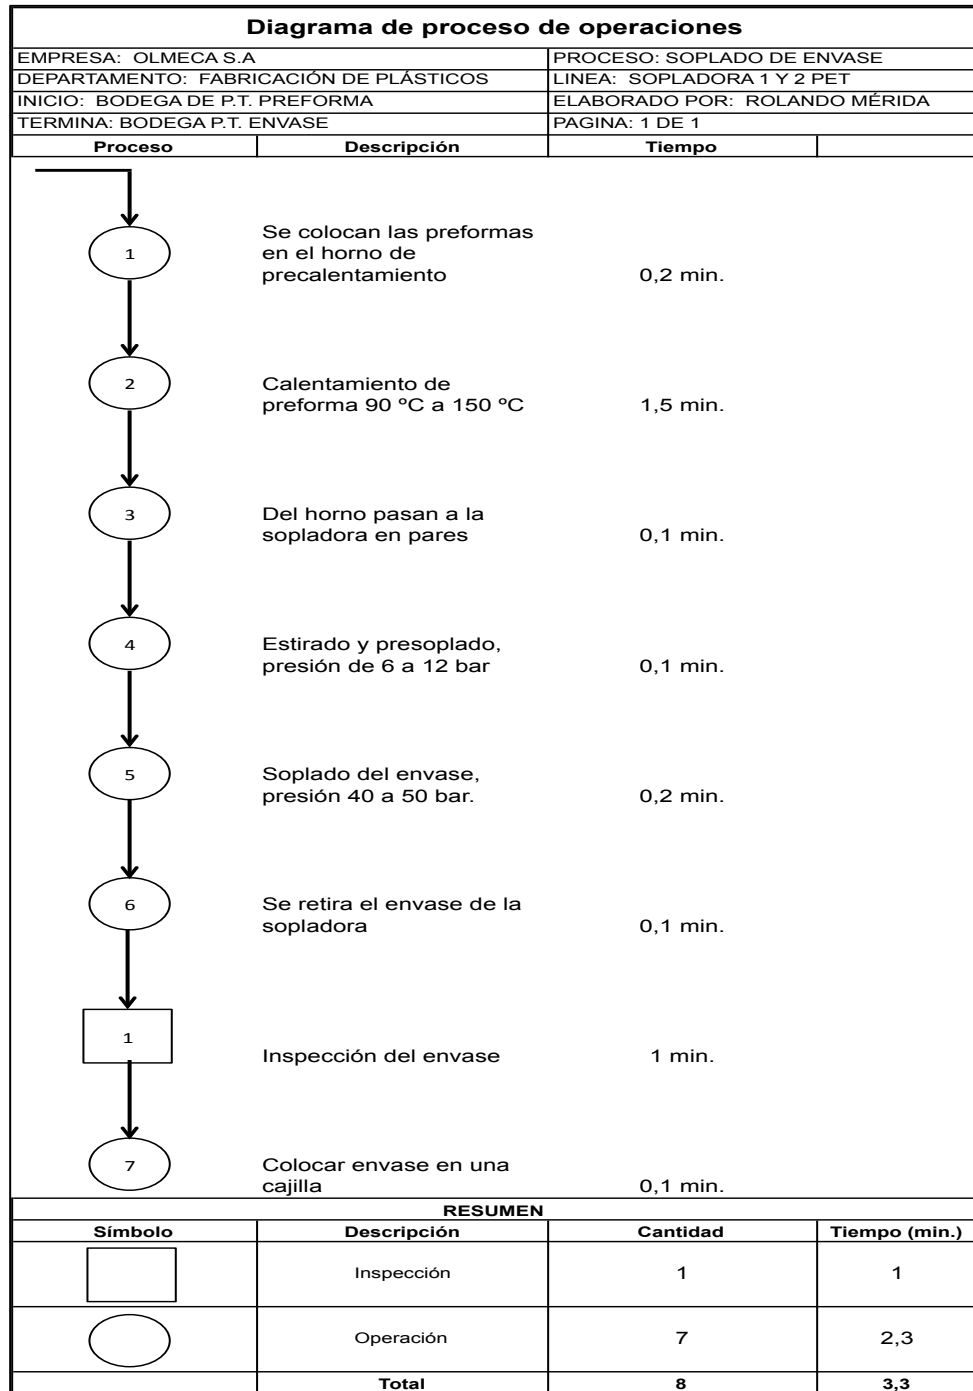 Diagrama de proceso de operaciones
EMPRESA: OLMECA S.A PROCESO: SOPLADO DE ENVASE
DEPARTAMENTO: FABRICACIÓN DE PLÁSTICOS LINEA: SOPLADORA 1 Y 2 PET
INICIO: BODEGA DE P.T. PREFORMA ELABORADO POR: ROLANDO MÉRIDA
TERMINA: BODEGA P.T. ENVASE PAGINA: 1 DE 1
Proceso Descripción Tiempo
Se colocan las preformas
1 en el horno de
precalentamiento 0,2 min.
2 Calentamiento de
preforma 90 ºC a 150 ºC 1,5 min.
3 Del horno pasan a la
sopladora en pares 0,1 min.
4 Estirado y presoplado,
presión de 6 a 12 bar 0,1 min.
5 Soplado del envase,
presión 40 a 50 bar. 0,2 min.
6 Se retira el envase de la
sopladora 0,1 min.
1
Inspección del envase 1 min.
7 Colocar envase en una
cajilla 0,1 min.
RESUMEN
Símbolo Descripción Cantidad Tiempo (min.)
Inspección 1 1
Operación 7 2,3
Total 8 3,3